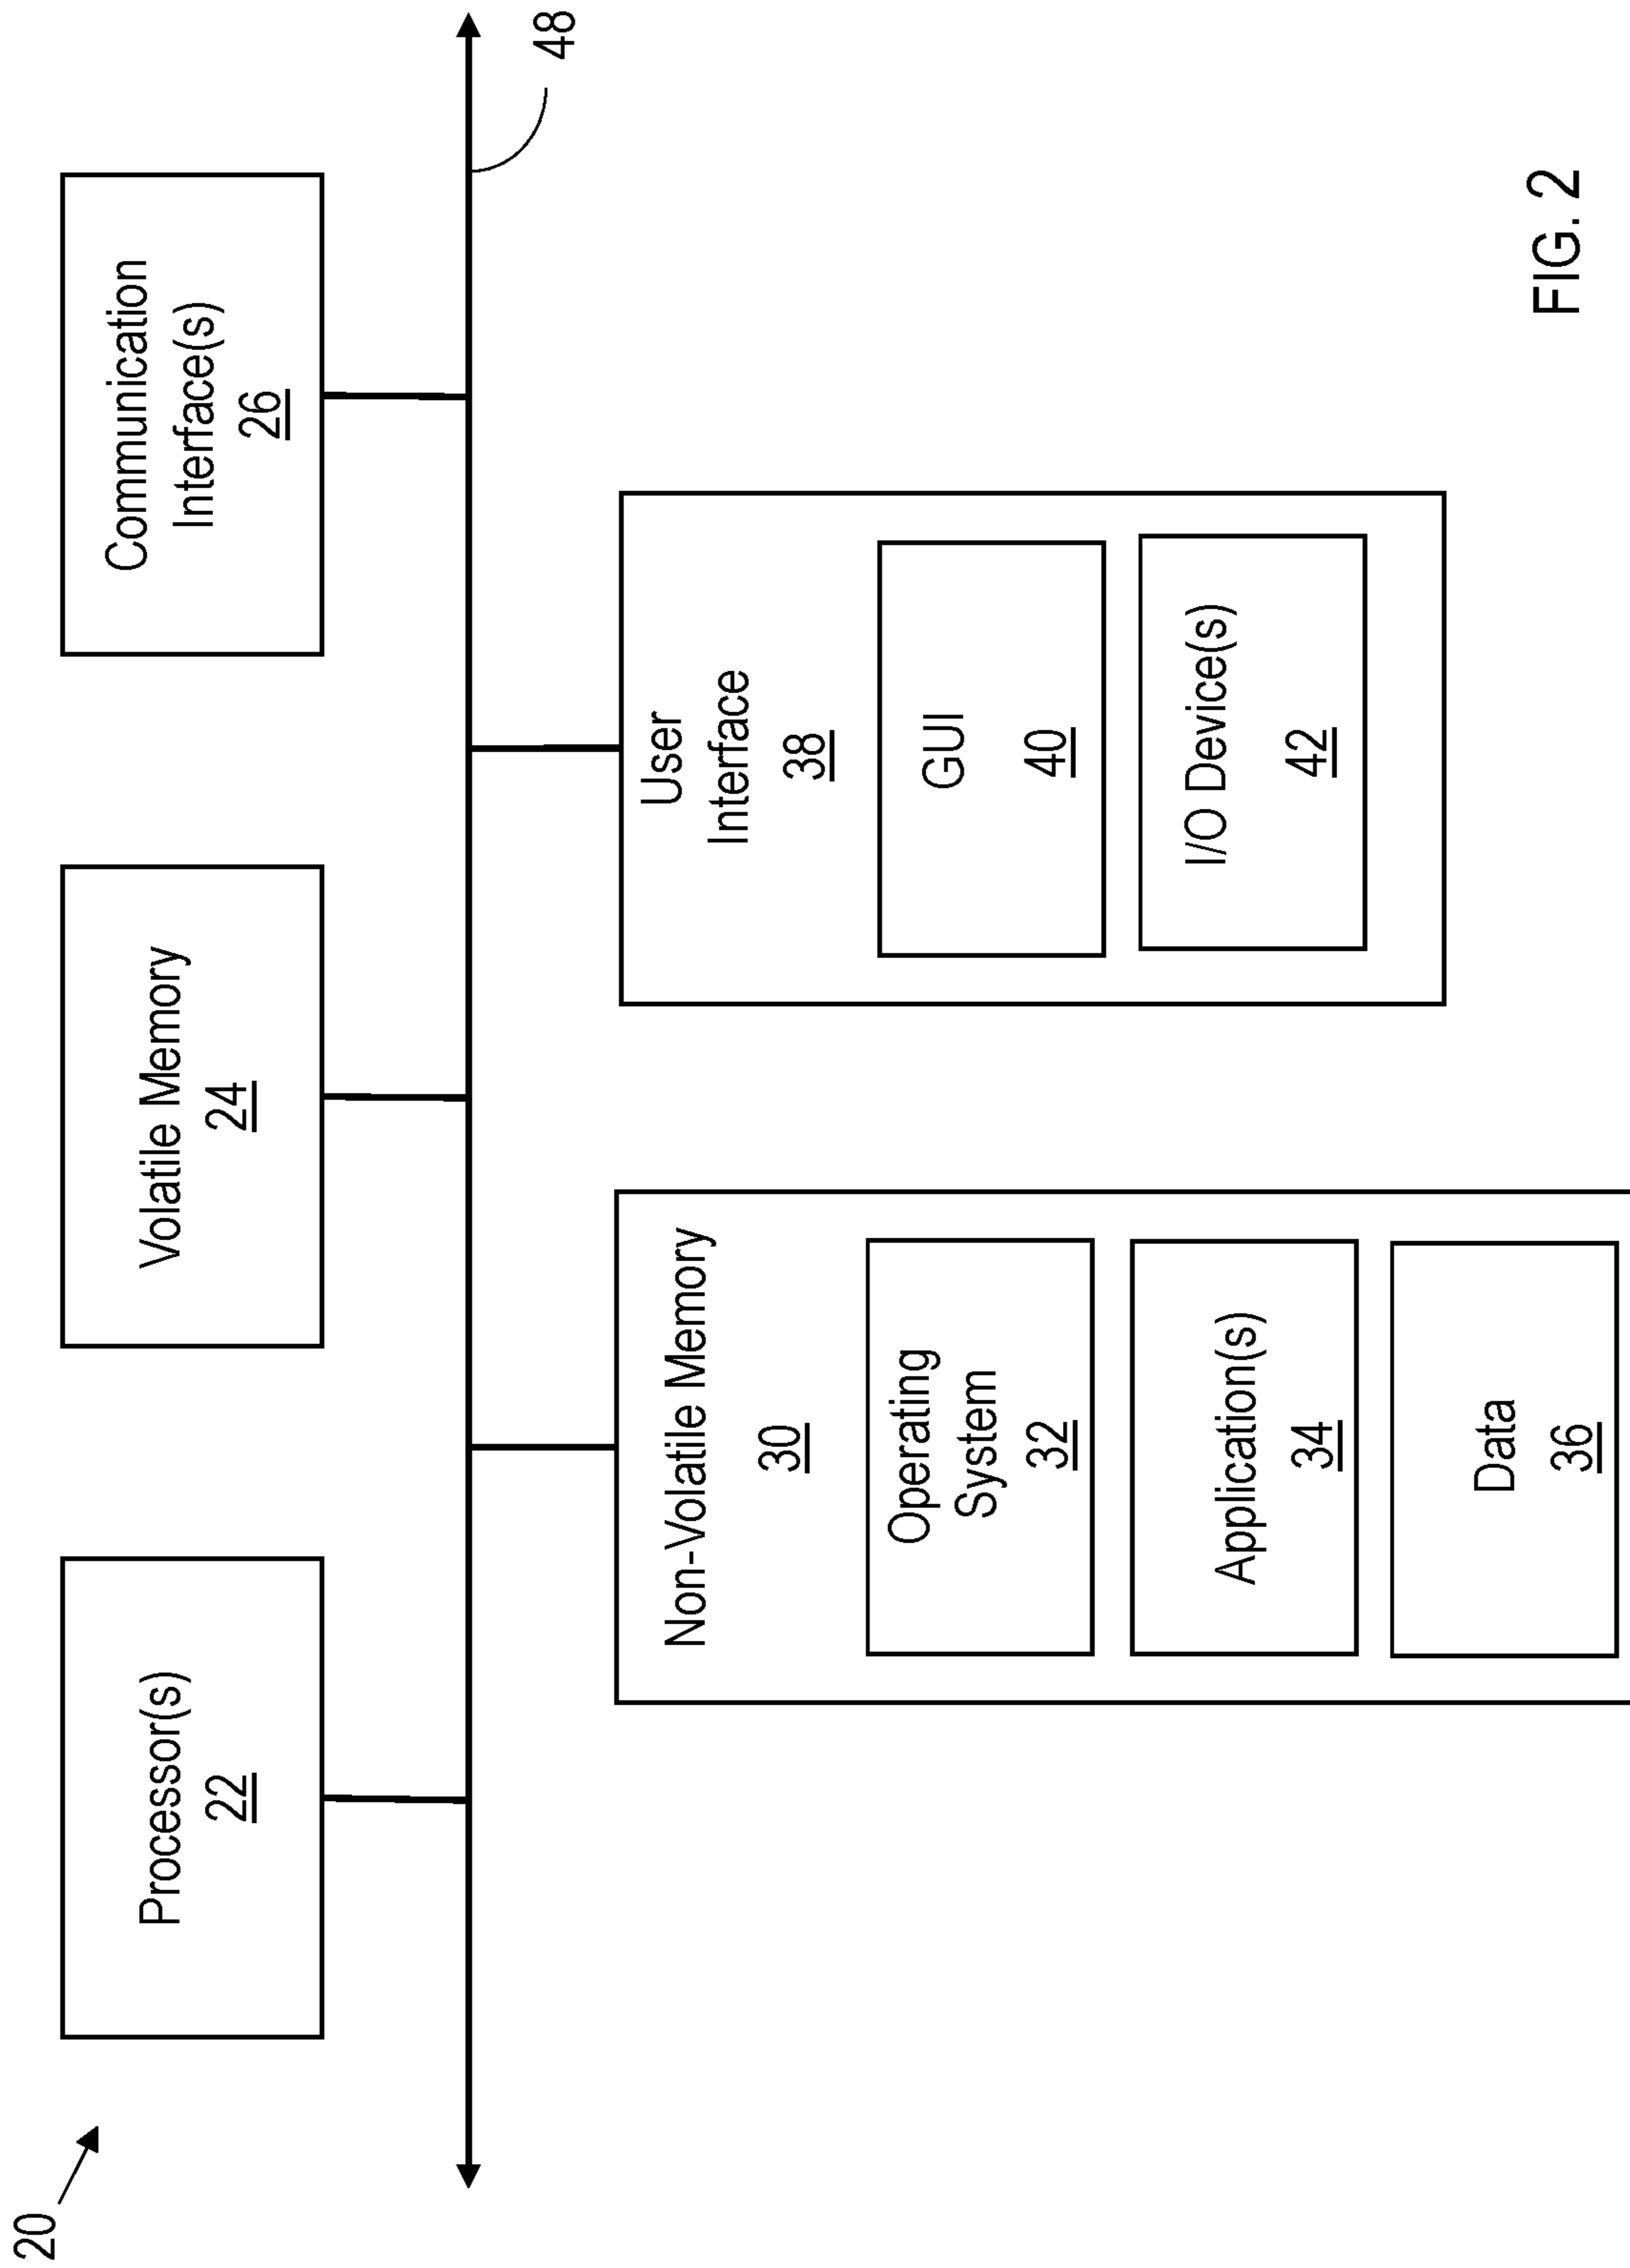 20
Processor(s)
22
Volatile Memory
24
Communication
Interface(s)
26
48
Non-Volatile Memory
30
Operating
System
32
Application(s)
34
Data
36
User
Interface
38
GUI
40
I/O Device(s)
42
FIG. 2